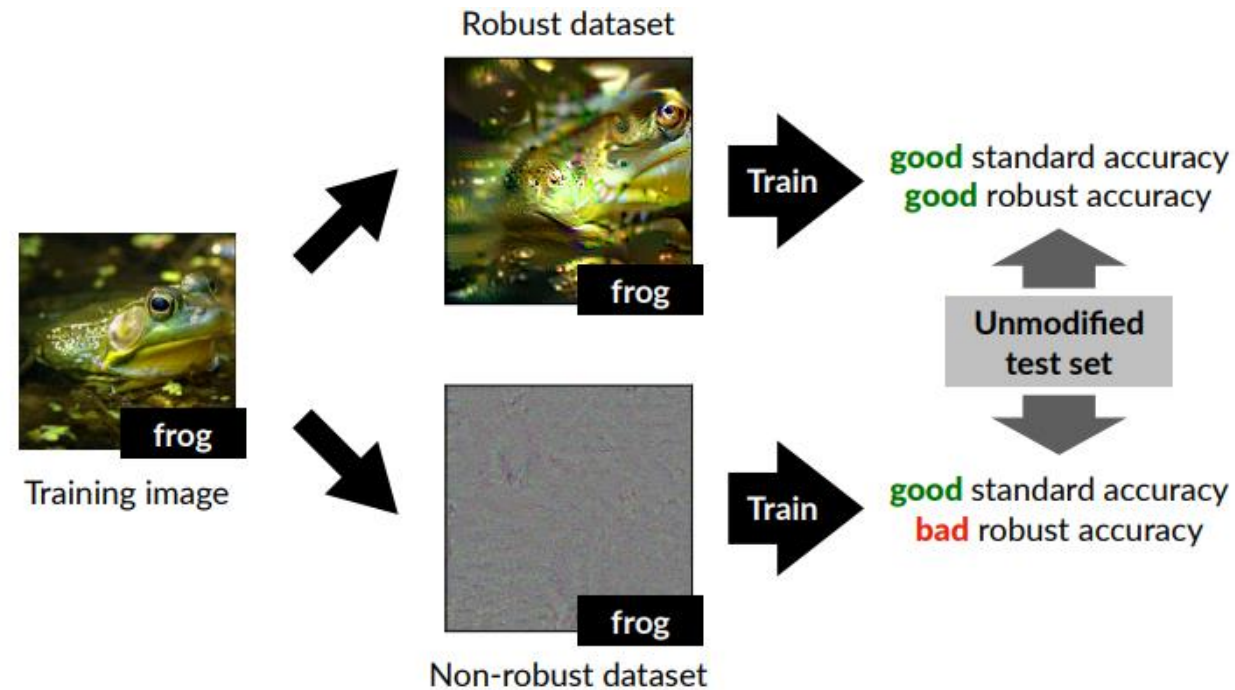 Robust dataset
frog
Train
good standard accuracy
good robust accuracy
frog
Training image
Unmodified
test set
frog
Train
good standard accuracy
bad robust accuracy
Non-robust dataset